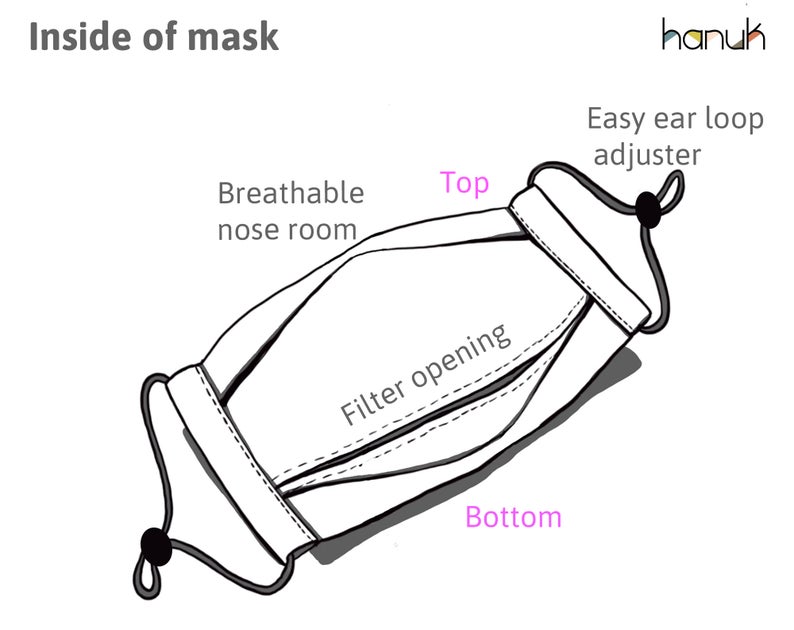 Inside of mask
hanuk
Easy ear loop
adjuster
Top
Breathable
nose room
Filter opening
Bottom